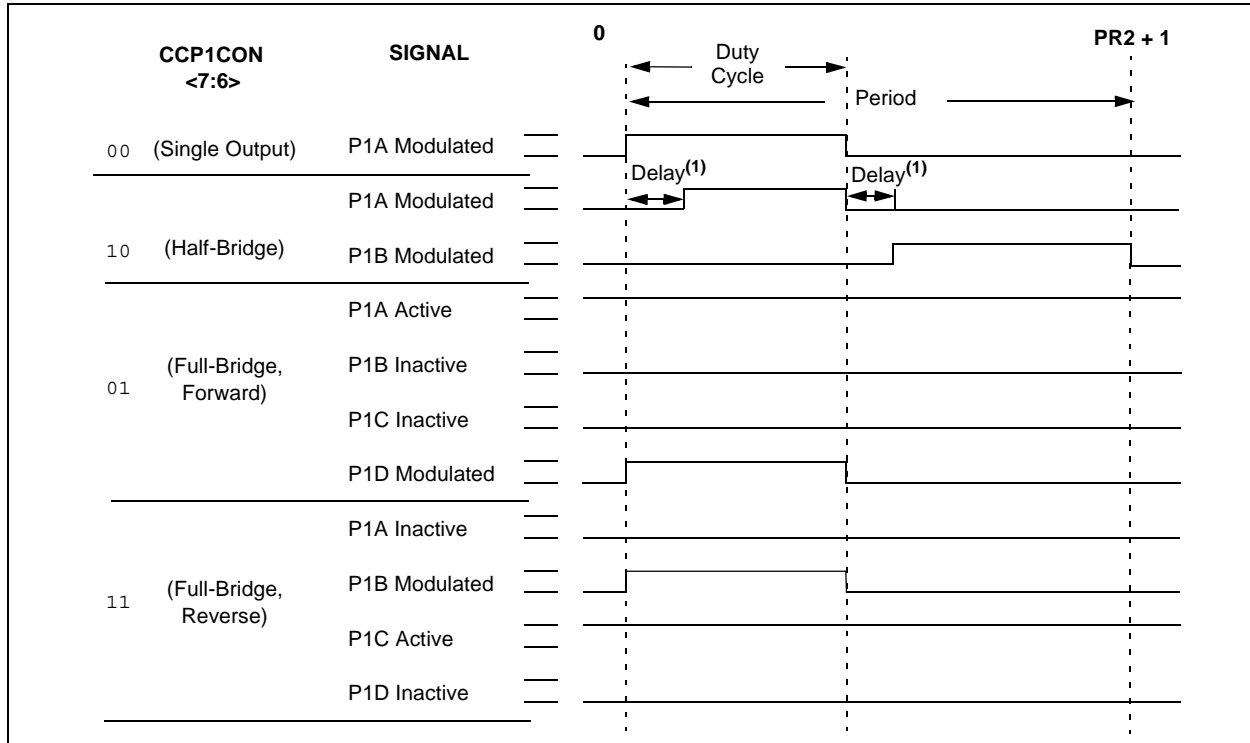 CCP1CON
<7:6>
SIGNAL
0
PR2 + 1
Duty
Cycle
Period
00 (Single Output) P1A Modulated
Delay(1) Delay(1)
P1A Modulated
10 (Half-Bridge) P1B Modulated
P1A Active
01 (Full-Bridge,
Forward)
P1B Inactive
P1C Inactive
P1D Modulated
P1A Inactive
11 (Full-Bridge,
Reverse)
P1B Modulated
P1C Active
P1D Inactive